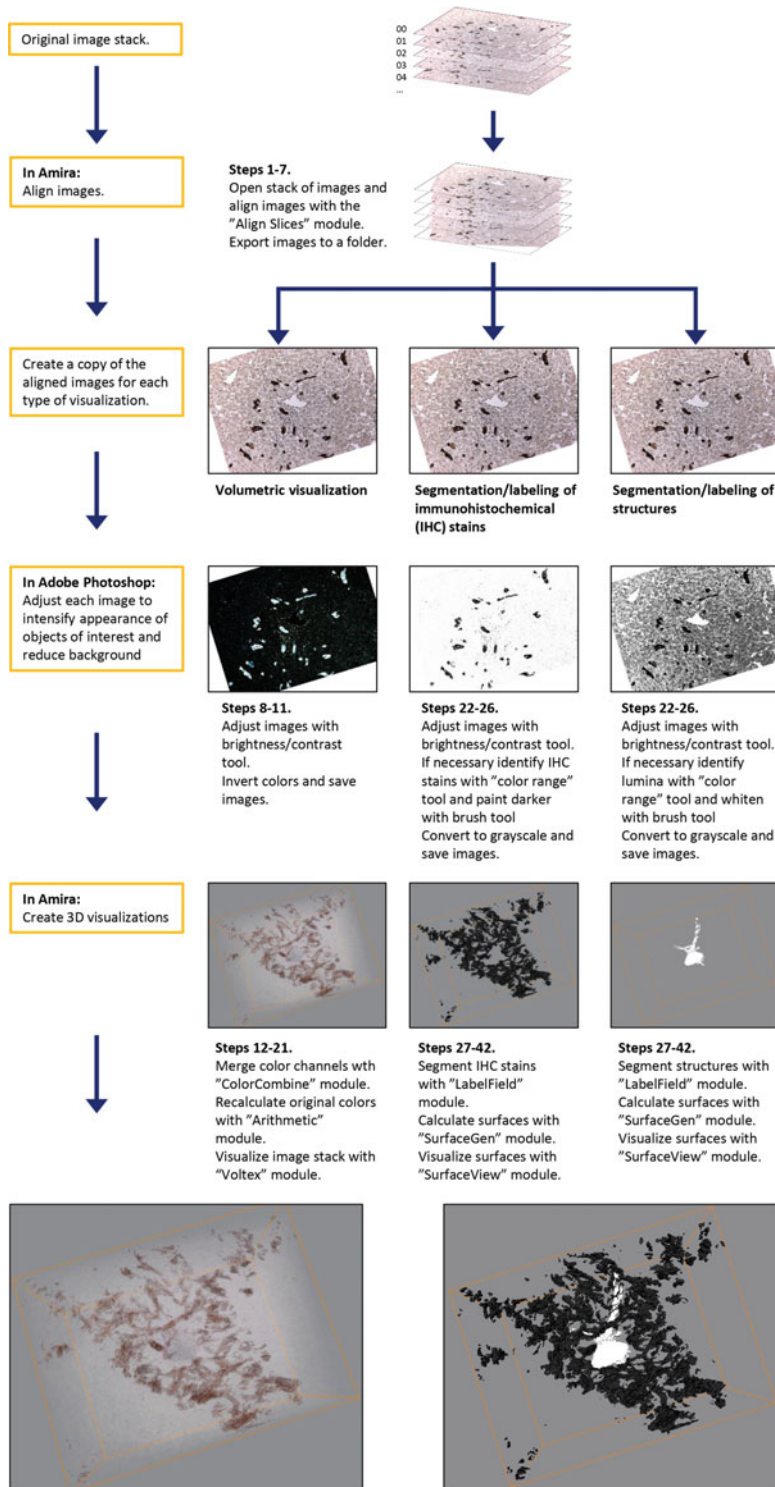 Original image stack.
00
01
02
03
04
...
In Amira:
Align images.
Steps 1-7.
Open stack of images and
align images with the
”Align Slices” module.
Export images to a folder.
Create a copy of the
aligned images for each
type of visualization.
Volumetric visualization
Segmentation/labeling of
immunohistochemical
(IHC) stains
Segmentation/labeling of
structures
In Adobe Photoshop:
Adjust each image to
intensify appearance of
objects of interest and
reduce background
Steps 8-11.
Adjust images with
brightness/contrast
tool.
Invert colors and save
images.
Steps 22-26.
Adjust images with
brightness/contrast tool.
If necessary identify IHC
stains with ”color range”
tool and paint darker
with brush tool
Convert to grayscale and
save images.
Steps 22-26.
Adjust images with
brightness/contrast tool.
If necessary identify
lumina with ”color
range” tool and whiten
with brush tool
Convert to grayscale and
save images.
In Amira:
Create 3D visualizations
Steps 12-21.
Merge color channels wth
”ColorCombine” module.
Recalculate original colors
with ”Arithmetic”
module.
Visualize image stack with
“Voltex” module.
Steps 27-42.
Segment IHC stains
with ”LabelField”
module.
Calculate surfaces with
”SurfaceGen” module.
Visualize surfaces with
”SurfaceView” module.
Steps 27-42.
Segment structures with
”LabelField” module.
Calculate surfaces with
”SurfaceGen” module.
Visualize surfaces with
”SurfaceView” module.